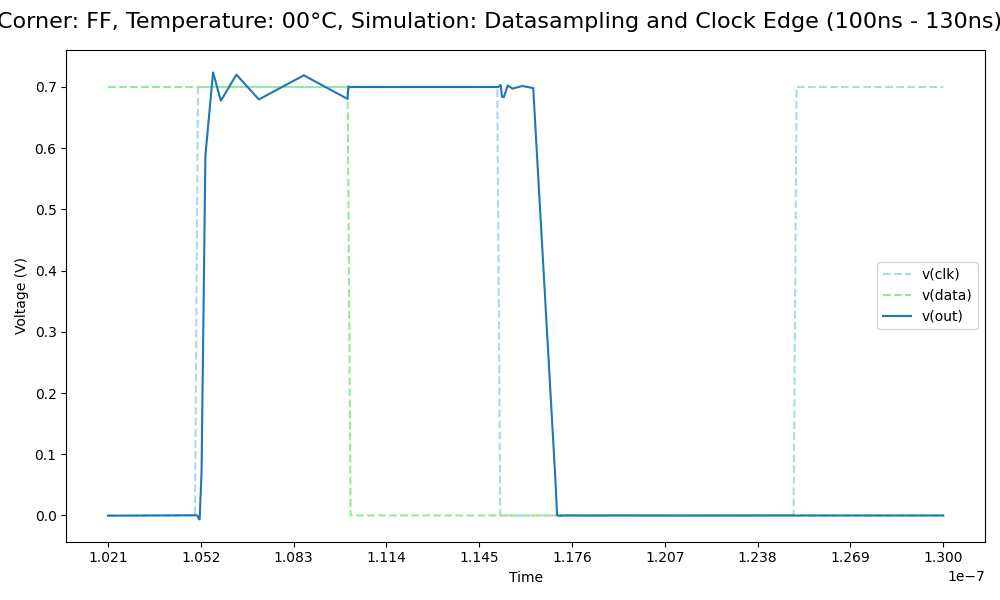 Corner: FF, Temperature: 00°C, Simulation: Datasampling and Clock Edge (100ns - 130ns)
0.7
0.6
0.5
0.4
0.3
0.2
0.1
0.0
Voltage (V)
v(clk)
v(data)
v(out)
1.021 1.052 1.083 1.114 1.145 1.176 1.207 1.238 1.269 1.300
Time
1e−7